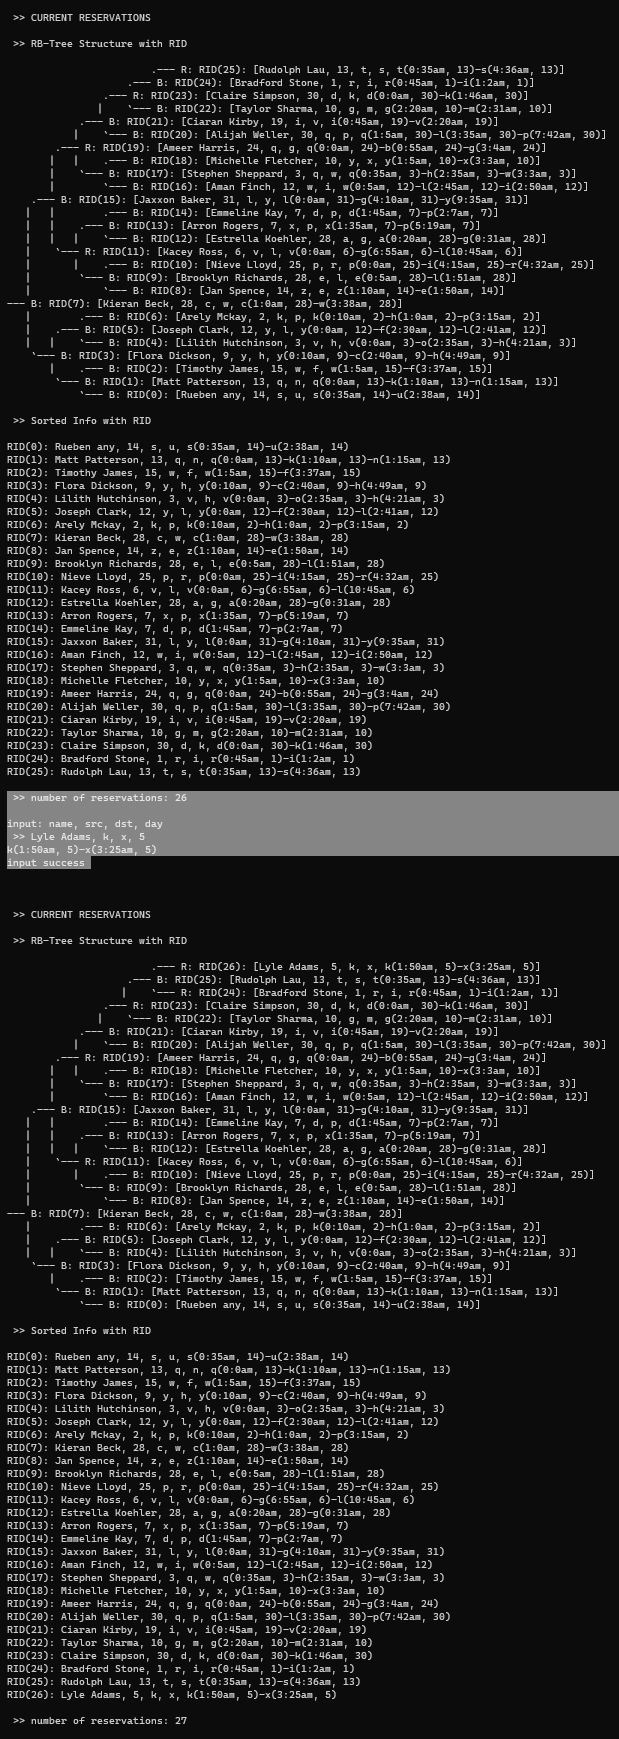 >> CURRENT RESERVATIONS
>> RB-Tree Structure with RID
.--- R: RID(25): [Rudolph Lau, 13, t, s, t(0:35am, 13)-s(4:36am, 13)]
.--- B: RID(24): [Bradford Stone, 1, r, i, r(0:45am, 1)-i(1:2am, 1)]
.--- R: RID(23): [Claire Simpson, 30, d, k, d(0:0am, 30)-k(1:46am, 30)]
| `--- B: RID(22): [Taylor Sharma, 10, g, m, g(2:20am, 10)-m(2:31am, 10)]
.--- B: RID(21): [Ciaran Kirby, 19, i, v, i(0:45am, 19)-v(2:20am, 19)]
| `--- B: RID(20): [Alijah Weller, 30, q, p, q(1:5am, 30)-l(3:35am, 30)-p(7:42am, 30)]
.--- R: RID(19): [Ameer Harris, 24, q, g, q(0:0am, 24)-b(0:55am, 24)-g(3:4am, 24)]
| | .--- B: RID(18): [Michelle Fletcher, 10, y, x, y(1:5am, 10)-x(3:3am, 10)]
| `--- B: RID(17): [Stephen Sheppard, 3, q, w, q(0:35am, 3)-h(2:35am, 3)-w(3:3am, 3)]
| `--- B: RID(16): [Aman Finch, 12, w, i, w(0:5am, 12)-l(2:45am, 12)-i(2:50am, 12)]
.--- B: RID(15): [Jaxxon Baker, 31, l, y, l(0:0am, 31)-g(4:10am, 31)-y(9:35am, 31)]
| | .--- B: RID(14): [Emmeline Kay, 7, d, p, d(1:45am, 7)-p(2:7am, 7)]
| | .--- B: RID(13): [Arron Rogers, 7, x, p, x(1:35am, 7)-p(5:19am, 7)]
| | | `--- B: RID(12): [Estrella Koehler, 28, a, g, a(0:20am, 28)-g(0:31am, 28)]
| `--- R: RID(11): [Kacey Ross, 6, v, l, v(0:0am, 6)-g(6:55am, 6)-l(10:45am, 6)]
| | .--- B: RID(10): [Nieve Lloyd, 25, p, r, p(0:0am, 25)-i(4:15am, 25)-r(4:32am, 25)]
| `--- B: RID(9): [Brooklyn Richards, 28, e, l, e(0:5am, 28)-l(1:51am, 28)]
| `--- B: RID(8): [Jan Spence, 14, z, e, z(1:10am, 14)-e(1:50am, 14)]
--- B: RID(7): [Kieran Beck, 28, c, w, c(1:0am, 28)-w(3:38am, 28)]
| .--- B: RID(6): [Arely Mckay, 2, k, p, k(0:10am, 2)-h(1:0am, 2)-p(3:15am, 2)]
| .--- B: RID(5): [Joseph Clark, 12, y, l, y(0:0am, 12)-f(2:30am, 12)-l(2:41am, 12)]
| | `--- B: RID(4): [Lilith Hutchinson, 3, v, h, v(0:0am, 3)-o(2:35am, 3)-h(4:21am, 3)]
`--- B: RID(3): [Flora Dickson, 9, y, h, y(0:10am, 9)-c(2:40am, 9)-h(4:49am, 9)]
| .--- B: RID(2): [Timothy James, 15, w, f, w(1:5am, 15)-f(3:37am, 15)]
`--- B: RID(1): [Matt Patterson, 13, q, n, q(0:0am, 13)-k(1:10am, 13)-n(1:15am, 13)]
`--- B: RID(0): [Rueben any, 14, s, u, s(0:35am, 14)-u(2:38am, 14)]
>> Sorted Info with RID
RID(0): Rueben any, 14, s, u, s(0:35am, 14)-u(2:38am, 14)
RID(1): Matt Patterson, 13, q, n, q(0:0am, 13)-k(1:10am, 13)-n(1:15am, 13)
RID(2): Timothy James, 15, w, f, w(1:5am, 15)-f(3:37am, 15)
RID(3): Flora Dickson, 9, y, h, y(0:10am, 9)-c(2:40am, 9)-h(4:49am, 9)
RID(4): Lilith Hutchinson, 3, v, h, v(0:0am, 3)-o(2:35am, 3)-h(4:21am, 3)
RID(5): Joseph Clark, 12, y, l, y(0:0am, 12)-f(2:30am, 12)-l(2:41am, 12)
RID(6): Arely Mckay, 2, k, p, k(0:10am, 2)-h(1:0am, 2)-p(3:15am, 2)
RID(7): Kieran Beck, 28, c, w, c(1:0am, 28)-w(3:38am, 28)
RID(8): Jan Spence, 14, z, e, z(1:10am, 14)-e(1:50am, 14)
RID(9): Brooklyn Richards, 28, e, l, e(0:5am, 28)-l(1:51am, 28)
RID(10): Nieve Lloyd, 25, p, r, p(0:0am, 25)-i(4:15am, 25)-r(4:32am, 25)
RID(11): Kacey Ross, 6, v, l, v(0:0am, 6)-g(6:55am, 6)-l(10:45am, 6)
RID(12): Estrella Koehler, 28, a, g, a(0:20am, 28)-g(0:31am, 28)
RID(13): Arron Rogers, 7, x, p, x(1:35am, 7)-p(5:19am, 7)
RID(14): Emmeline Kay, 7, d, p, d(1:45am, 7)-p(2:7am, 7)
RID(15): Jaxxon Baker, 31, l, y, l(0:0am, 31)-g(4:10am, 31)-y(9:35am, 31)
RID(16): Aman Finch, 12, w, i, w(0:5am, 12)-l(2:45am, 12)-i(2:50am, 12)
RID(17): Stephen Sheppard, 3, q, w, q(0:35am, 3)-h(2:35am, 3)-w(3:3am, 3)
RID(18): Michelle Fletcher, 10, y, x, y(1:5am, 10)-x(3:3am, 10)
RID(19): Ameer Harris, 24, q, g, q(0:0am, 24)-b(0:55am, 24)-g(3:4am, 24)
RID(20): Alijah Weller, 30, q, p, q(1:5am, 30)-l(3:35am, 30)-p(7:42am, 30)
RID(21): Ciaran Kirby, 19, i, v, i(0:45am, 19)-v(2:20am, 19)
RID(22): Taylor Sharma, 10, g, m, g(2:20am, 10)-m(2:31am, 10)
RID(23): Claire Simpson, 30, d, k, d(0:0am, 30)-k(1:46am, 30)
RID(24): Bradford Stone, 1, r, i, r(0:45am, 1)-i(1:2am, 1)
RID(25): Rudolph Lau, 13, t, s, t(0:35am, 13)-s(4:36am, 13)
>> number of reservations: 26
input: name, src, dst, day
>> Lyle Adams, k, x, 5
k(1:50am, 5)-x(3:25am, 5)
input success
>> CURRENT RESERVATIONS
>> RB-Tree Structure with RID
.--- R: RID(26): [Lyle Adams, 5, k, x, k(1:50am, 5)-x(3:25am, 5)]
.--- B: RID(25): [Rudolph Lau, 13, t, s, t(0:35am, 13)-s(4:36am, 13)]
| `--- R: RID(24): [Bradford Stone, 1, r, i, r(0:45am, 1)-i(1:2am, 1)]
.--- R: RID(23): [Claire Simpson, 30, d, k, d(0:0am, 30)-k(1:46am, 30)]
| `--- B: RID(22): [Taylor Sharma, 10, g, m, g(2:20am, 10)-m(2:31am, 10)]
.--- B: RID(21): [Ciaran Kirby, 19, i, v, i(0:45am, 19)-v(2:20am, 19)]
| `--- B: RID(20): [Alijah Weller, 30, q, p, q(1:5am, 30)-l(3:35am, 30)-p(7:42am, 30)]
.--- R: RID(19): [Ameer Harris, 24, q, g, q(0:0am, 24)-b(0:55am, 24)-g(3:4am, 24)]
| | .--- B: RID(18): [Michelle Fletcher, 10, y, x, y(1:5am, 10)-x(3:3am, 10)]
| `--- B: RID(17): [Stephen Sheppard, 3, q, w, q(0:35am, 3)-h(2:35am, 3)-w(3:3am, 3)]
| `--- B: RID(16): [Aman Finch, 12, w, i, w(0:5am, 12)-l(2:45am, 12)-i(2:50am, 12)]
.--- B: RID(15): [Jaxxon Baker, 31, l, y, l(0:0am, 31)-g(4:10am, 31)-y(9:35am, 31)]
| | .--- B: RID(14): [Emmeline Kay, 7, d, p, d(1:45am, 7)-p(2:7am, 7)]
| | .--- B: RID(13): [Arron Rogers, 7, x, p, x(1:35am, 7)-p(5:19am, 7)]
| | | `--- B: RID(12): [Estrella Koehler, 28, a, g, a(0:20am, 28)-g(0:31am, 28)]
| `--- R: RID(11): [Kacey Ross, 6, v, l, v(0:0am, 6)-g(6:55am, 6)-l(10:45am, 6)]
| | .--- B: RID(10): [Nieve Lloyd, 25, p, r, p(0:0am, 25)-i(4:15am, 25)-r(4:32am, 25)]
| `--- B: RID(9): [Brooklyn Richards, 28, e, l, e(0:5am, 28)-l(1:51am, 28)]
| `--- B: RID(8): [Jan Spence, 14, z, e, z(1:10am, 14)-e(1:50am, 14)]
--- B: RID(7): [Kieran Beck, 28, c, w, c(1:0am, 28)-w(3:38am, 28)]
| .--- B: RID(6): [Arely Mckay, 2, k, p, k(0:10am, 2)-h(1:0am, 2)-p(3:15am, 2)]
| .--- B: RID(5): [Joseph Clark, 12, y, l, y(0:0am, 12)-f(2:30am, 12)-l(2:41am, 12)]
| | `--- B: RID(4): [Lilith Hutchinson, 3, v, h, v(0:0am, 3)-o(2:35am, 3)-h(4:21am, 3)]
`--- B: RID(3): [Flora Dickson, 9, y, h, y(0:10am, 9)-c(2:40am, 9)-h(4:49am, 9)]
| .--- B: RID(2): [Timothy James, 15, w, f, w(1:5am, 15)-f(3:37am, 15)]
`--- B: RID(1): [Matt Patterson, 13, q, n, q(0:0am, 13)-k(1:10am, 13)-n(1:15am, 13)]
`--- B: RID(0): [Rueben any, 14, s, u, s(0:35am, 14)-u(2:38am, 14)]
>> Sorted Info with RID
RID(0): Rueben any, 14, s, u, s(0:35am, 14)-u(2:38am, 14)
RID(1): Matt Patterson, 13, q, n, q(0:0am, 13)-k(1:10am, 13)-n(1:15am, 13)
RID(2): Timothy James, 15, w, f, w(1:5am, 15)-f(3:37am, 15)
RID(3): Flora Dickson, 9, y, h, y(0:10am, 9)-c(2:40am, 9)-h(4:49am, 9)
RID(4): Lilith Hutchinson, 3, v, h, v(0:0am, 3)-o(2:35am, 3)-h(4:21am, 3)
RID(5): Joseph Clark, 12, y, l, y(0:0am, 12)-f(2:30am, 12)-l(2:41am, 12)
RID(6): Arely Mckay, 2, k, p, k(0:10am, 2)-h(1:0am, 2)-p(3:15am, 2)
RID(7): Kieran Beck, 28, c, w, c(1:0am, 28)-w(3:38am, 28)
RID(8): Jan Spence, 14, z, e, z(1:10am, 14)-e(1:50am, 14)
RID(9): Brooklyn Richards, 28, e, l, e(0:5am, 28)-l(1:51am, 28)
RID(10): Nieve Lloyd, 25, p, r, p(0:0am, 25)-i(4:15am, 25)-r(4:32am, 25)
RID(11): Kacey Ross, 6, v, l, v(0:0am, 6)-g(6:55am, 6)-l(10:45am, 6)
RID(12): Estrella Koehler, 28, a, g, a(0:20am, 28)-g(0:31am, 28)
RID(13): Arron Rogers, 7, x, p, x(1:35am, 7)-p(5:19am, 7)
RID(14): Emmeline Kay, 7, d, p, d(1:45am, 7)-p(2:7am, 7)
RID(15): Jaxxon Baker, 31, l, y, l(0:0am, 31)-g(4:10am, 31)-y(9:35am, 31)
RID(16): Aman Finch, 12, w, i, w(0:5am, 12)-l(2:45am, 12)-i(2:50am, 12)
RID(17): Stephen Sheppard, 3, q, w, q(0:35am, 3)-h(2:35am, 3)-w(3:3am, 3)
RID(18): Michelle Fletcher, 10, y, x, y(1:5am, 10)-x(3:3am, 10)
RID(19): Ameer Harris, 24, q, g, q(0:0am, 24)-b(0:55am, 24)-g(3:4am, 24)
RID(20): Alijah Weller, 30, q, p, q(1:5am, 30)-l(3:35am, 30)-p(7:42am, 30)
RID(21): Ciaran Kirby, 19, i, v, i(0:45am, 19)-v(2:20am, 19)
RID(22): Taylor Sharma, 10, g, m, g(2:20am, 10)-m(2:31am, 10)
RID(23): Claire Simpson, 30, d, k, d(0:0am, 30)-k(1:46am, 30)
RID(24): Bradford Stone, 1, r, i, r(0:45am, 1)-i(1:2am, 1)
RID(25): Rudolph Lau, 13, t, s, t(0:35am, 13)-s(4:36am, 13)
RID(26): Lyle Adams, 5, k, x, k(1:50am, 5)-x(3:25am, 5)
>> number of reservations: 27